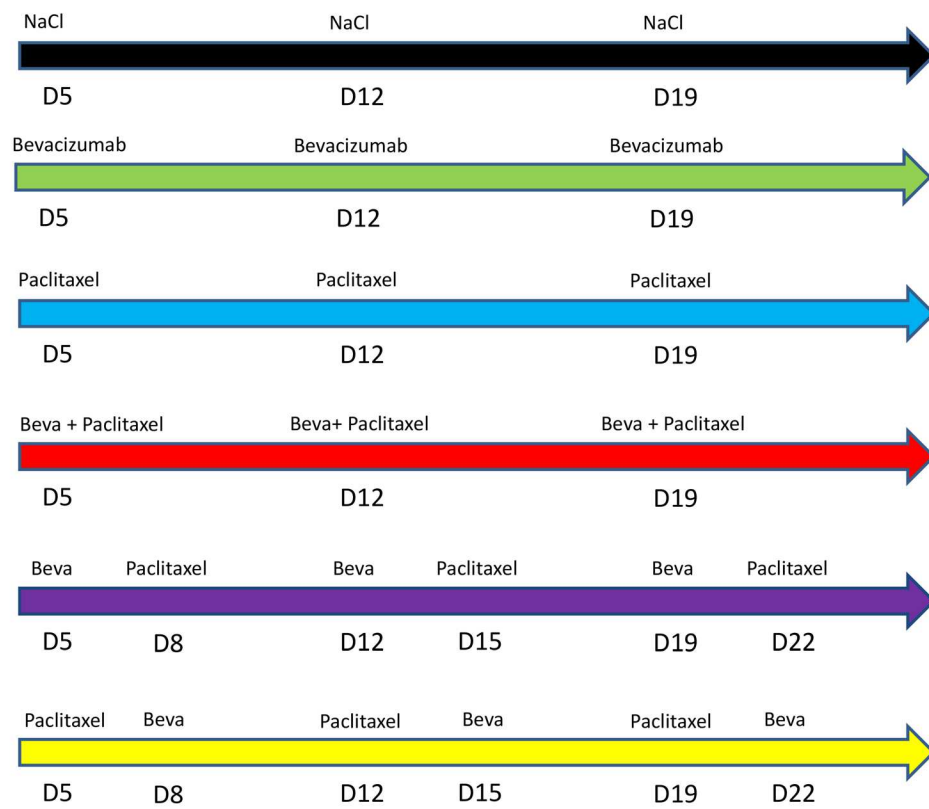 NaCl NaCl NaCl
D5 D12 D19
Bevacizumab Bevacizumab Bevacizumab
D5 D12 D19
Paclitaxel Paclitaxel Paclitaxel
D5 D12 D19
Beva + Paclitaxel Beva+ Paclitaxel Beva + Paclitaxel
D5 D12 D19
Beva Paclitaxel Beva Paclitaxel Beva Paclitaxel
D5 D8 D12 D15 D19 D22
Paclitaxel Beva Paclitaxel Beva Paclitaxel Beva
D5 D8 D12 D15 D19 D22